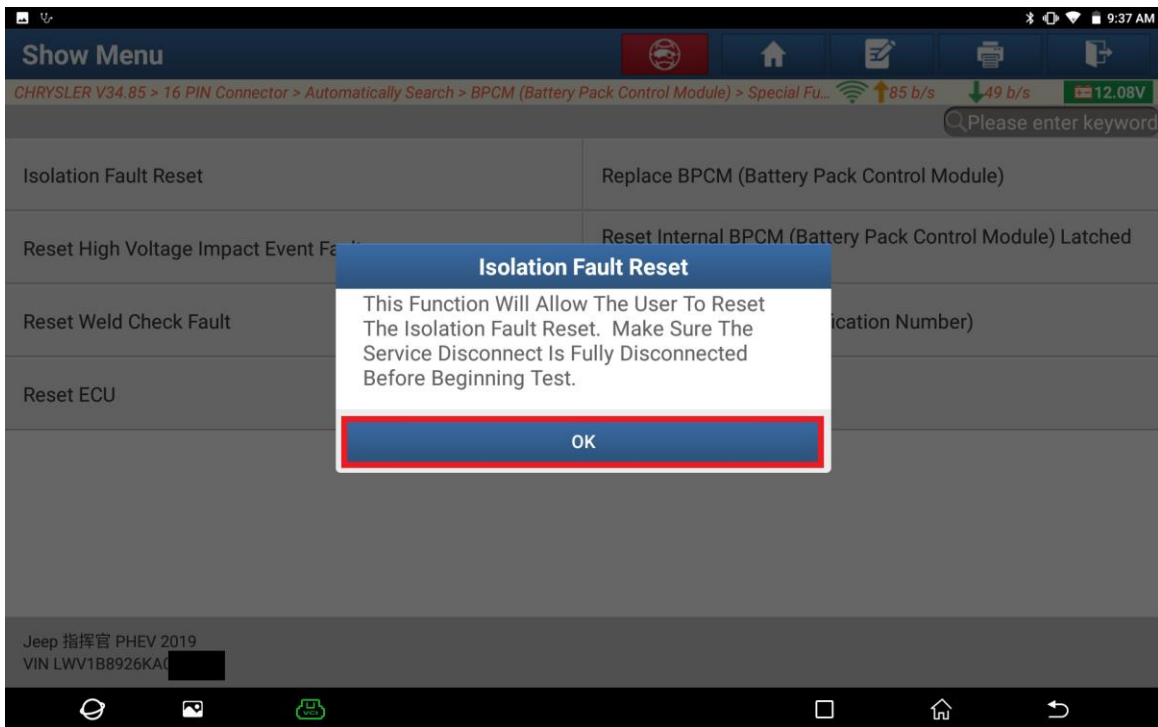 9:37 AM
Show Menu
CHRYSLER V34.85 > 16 PIN Connector > Automatically Search > BPCM (Battery Pack Control Module) > Special Fu...
85 b/s
49 b/s
12.08V
Please enter keyword
Isolation Fault Reset
Replace BPCM (Battery Pack Control Module)
Reset High Voltage Impact Event
Reset Internal BPCM (Battery Pack Control Module) Latched
Isolation Fault Reset
This Function Will Allow The User To Reset
The Isolation Fault Reset. Make Sure The
Service Disconnect Is Fully Disconnected
Before Beginning Test.
Reset Weld Check Fault
Number)
Reset ECU
OK
Jeep 指挥官 PHEV 2019
VIN LWV1B8926KA
VCI